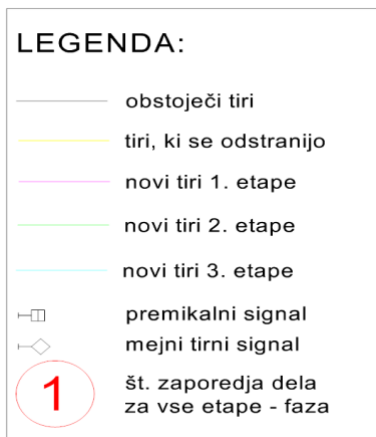 LEGENDA:
obstoječi tiri
tiri, ki se odstranijo
novi tiri 1. etape
novi tiri 2. etape
novi tiri 3. etape
premikalni signal
mejni tirni signal
1
št. zaporedja dela
za vse etape - faza